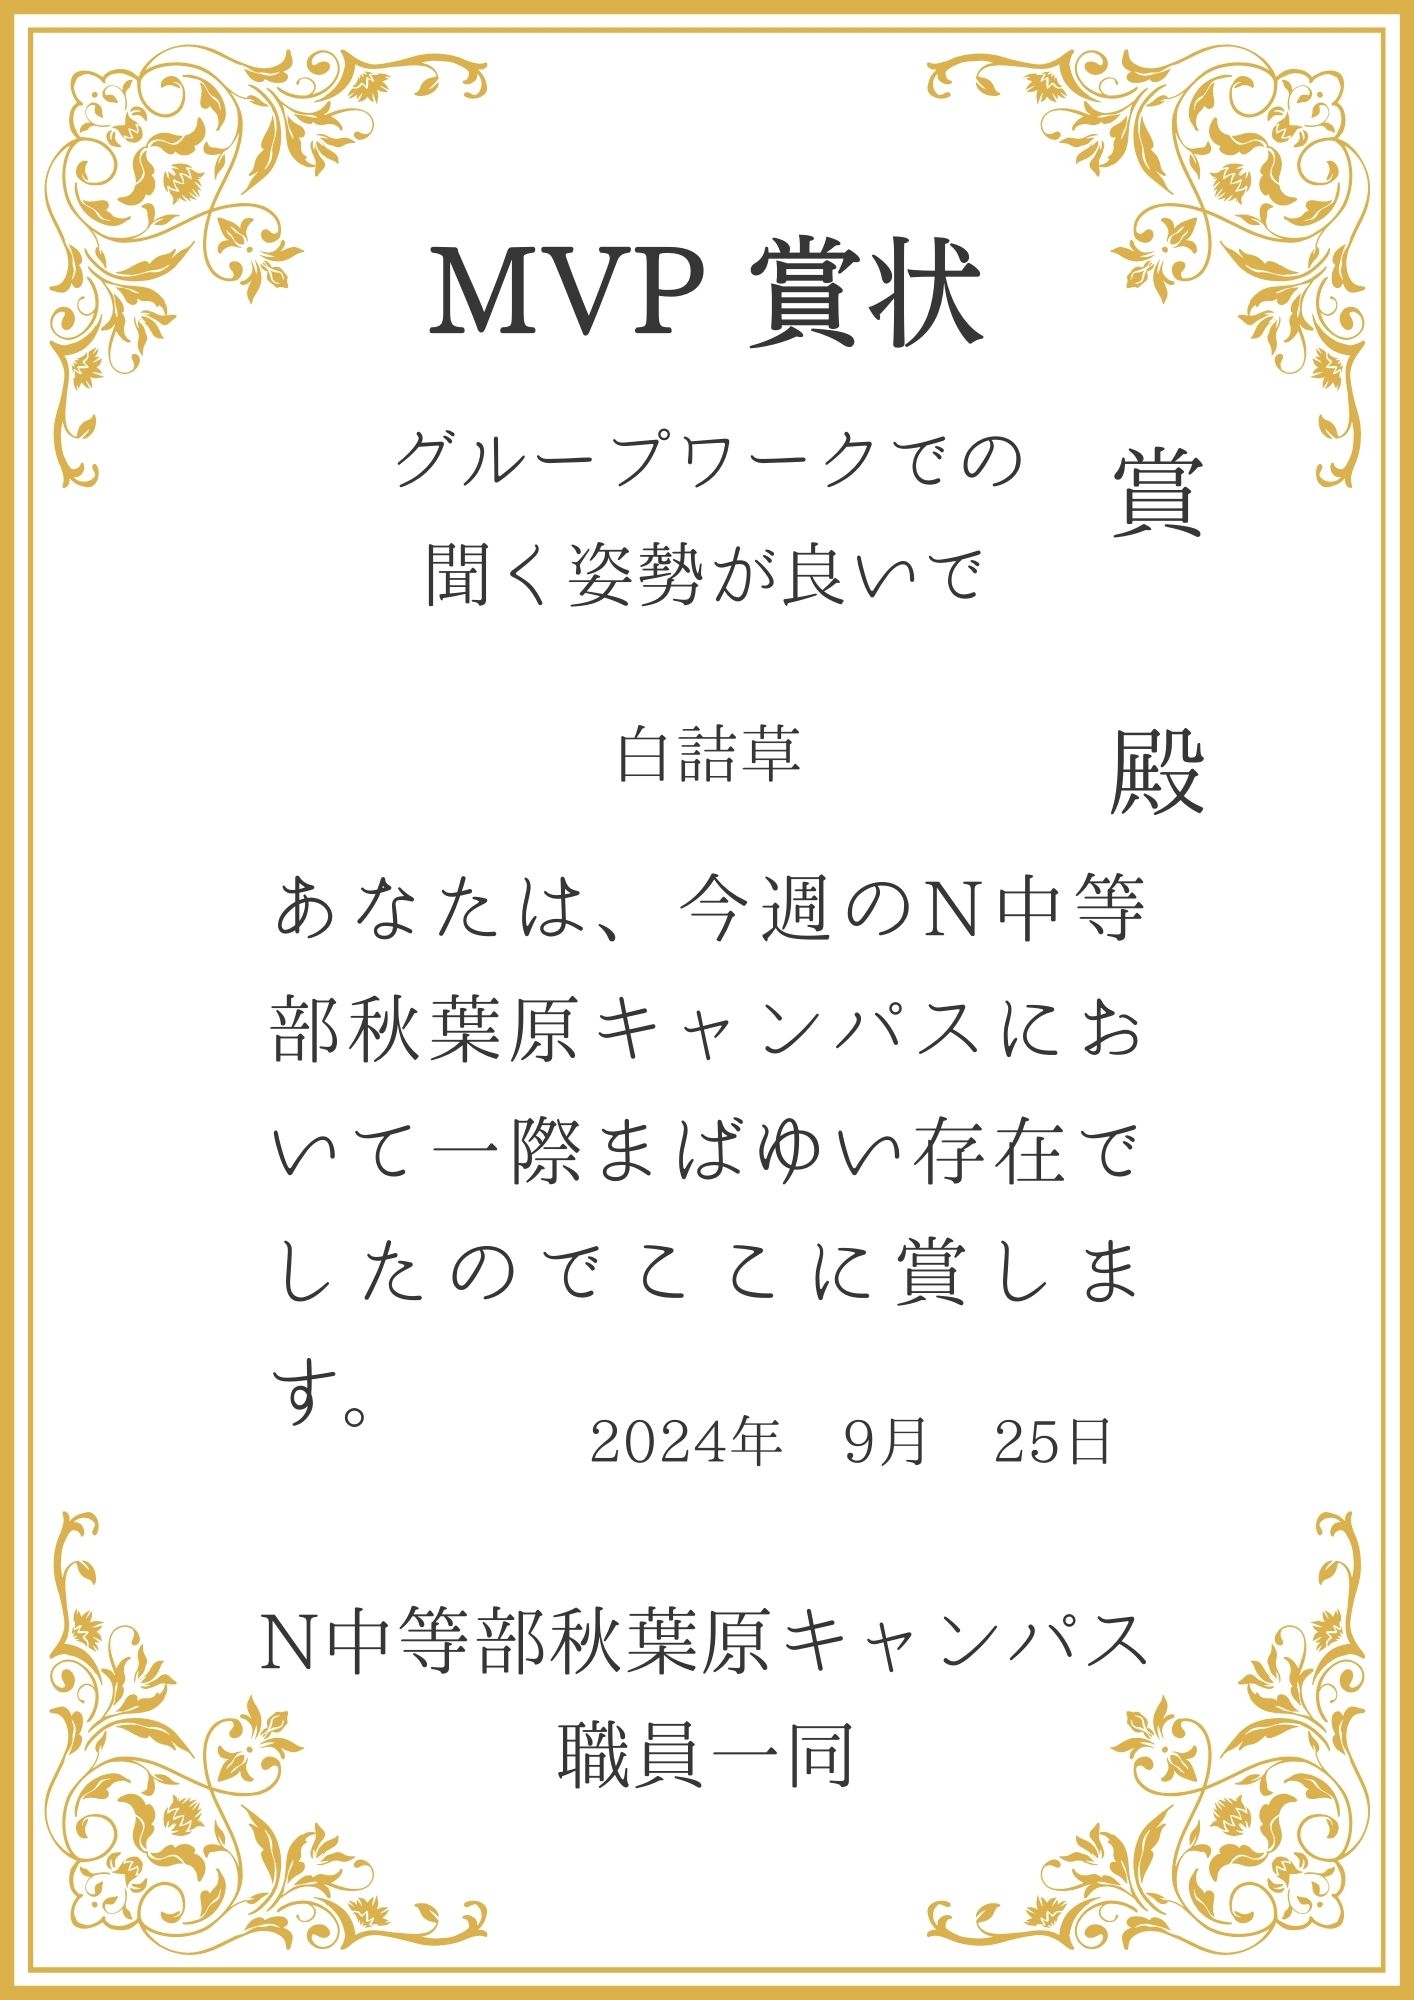 MVP 賞状
グループワークでの
聞く姿勢が良いで
賞
白詰草
殿
あなたは、今週のN中等
部秋葉原キャンパスにお
いて一際まばゆい存在で
したのでここに賞しま
す。
2024年　9月　25日
N中等部秋葉原キャンパス
職員一同